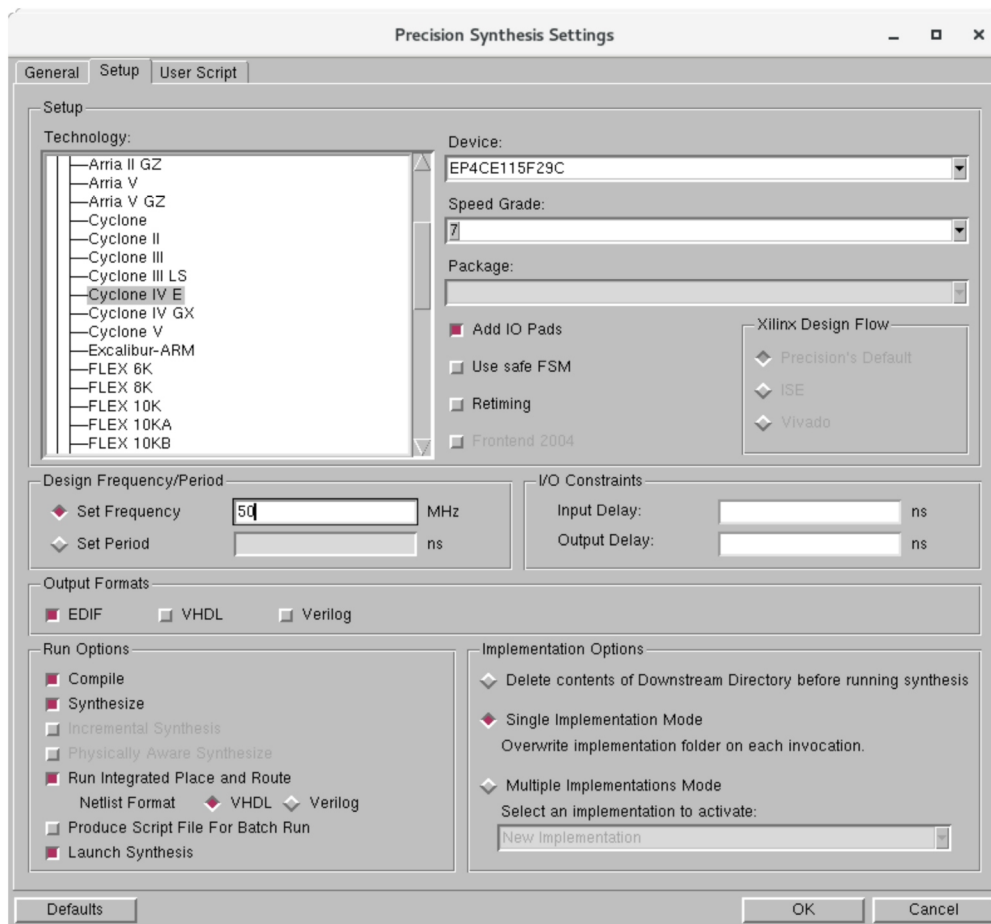 Precision Synthesis Settings
General Setup User Script
Setup
Technology:
Arria II GZ
Arria V
Arria V GZ
Cyclone
Cyclone II
Cyclone III
Cyclone III LS
Cyclone IV E
Cyclone IV GX
Cyclone V
Excalibur-ARM
FLEX 6K
FLEX 8K
FLEX 10K
FLEX 10KA
FLEX 10KB
Device:
EP4CE115F29C
Speed Grade:
7
Package:
Add IO Pads
Use safe FSM
Retiming
Frontend 2004
Xilinx Design Flow
Precision's Default
ISE
Vivado
Design Frequency/Period
Set Frequency 50 MHz
Set Period ns
I/O Constraints
Input Delay: ns
Output Delay: ns
Output Formats
EDIF VHDL Verilog
Run Options
Compile
Synthesize
Incremental Synthesis
Physically Aware Synthesize
Run Integrated Place and Route
Netlist Format VHDL Verilog
Produce Script File For Batch Run
Launch Synthesis
Implementation Options
Delete contents of Downstream Directory before running synthesis
Single Implementation Mode
Overwrite implementation folder on each invocation.
Multiple Implementations Mode
Select an implementation to activate:
New Implementation
Defaults OK Cancel